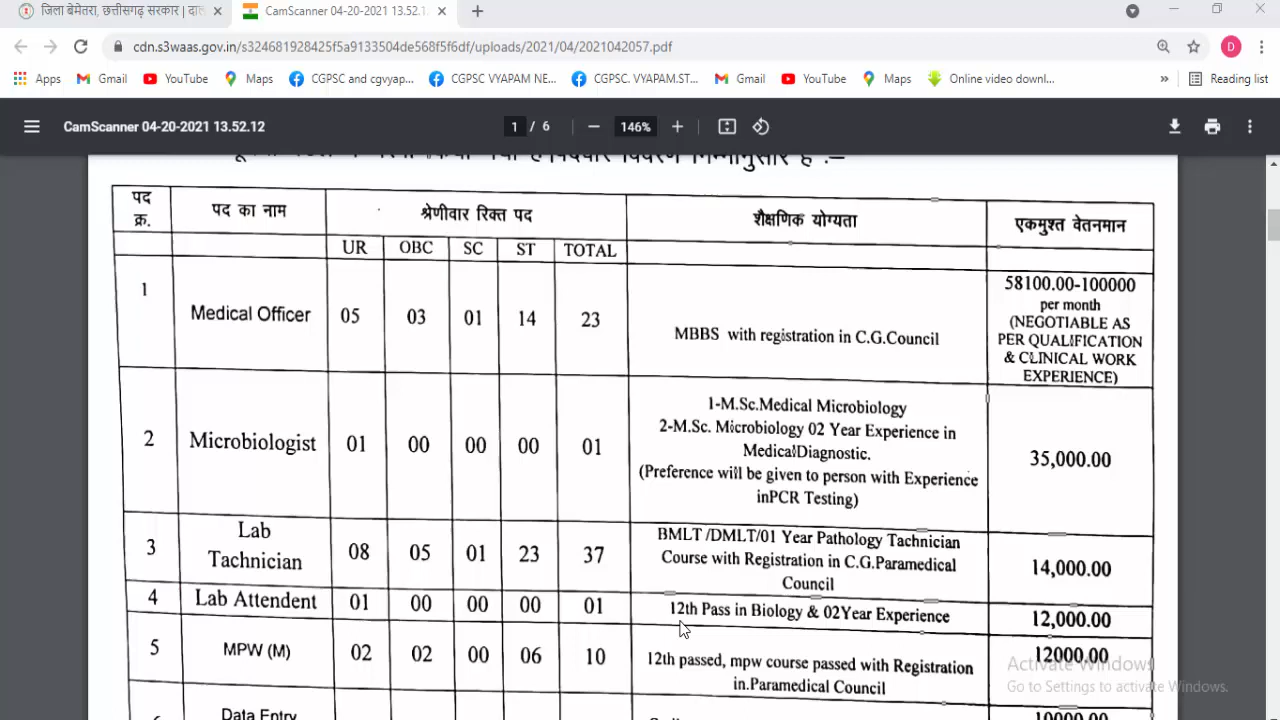 जिला बेमेतरा, छत्तीसगढ़ सरकार |
CamScanner 04-20-2021 13.52.1
cdn.s3waas.gov.in/s324681928425f5a9133504de568f5f6df/uploads/2021/04/2021042057.pdf
D
Apps Gmail YouTube Maps CGPSC and cgvyap... CGPSC VYAPAM NE... CGPSC. VYAPAM.ST... Gmail YouTube Maps Online video downl... » Reading list
CamScanner 04-20-2021 13.52.12 1 / 6 146%
निम्नानुसार है :–
पद क्र. पद का नाम श्रेणीवार रिक्त पद शैक्षणिक योग्यता एकमुश्त वेतनमान
UR OBC SC ST TOTAL
1 Medical Officer 05 03 01 14 23 MBBS with registration in C.G.Council
58100.00-100000
per month
(NEGOTIABLE AS
PER QUALIFICATION
& CLINICAL WORK
EXPERIENCE)
2 Microbiologist 01 00 00 00 01
1-M.Sc.Medical Microbiology
2-M.Sc. Microbiology 02 Year Experience in
MedicalDiagnostic.
(Preference will be given to person with Experience
inPCR Testing)
35,000.00
3 Lab
Tachnician 08 05 01 23 37
BMLT /DMLT/01 Year Pathology Tachnician
Course with Registration in C.G.Paramedical
Council
14,000.00
4 Lab Attendent 01 00 00 00 01 12th Pass in Biology & 02Year Experience 12,000.00
5 MPW (M) 02 02 00 06 10
12th passed, mpw course passed with Registration
in.Paramedical Council
12000.00
Activate Windows
Go to Settings to activate Windows.
Data Entry